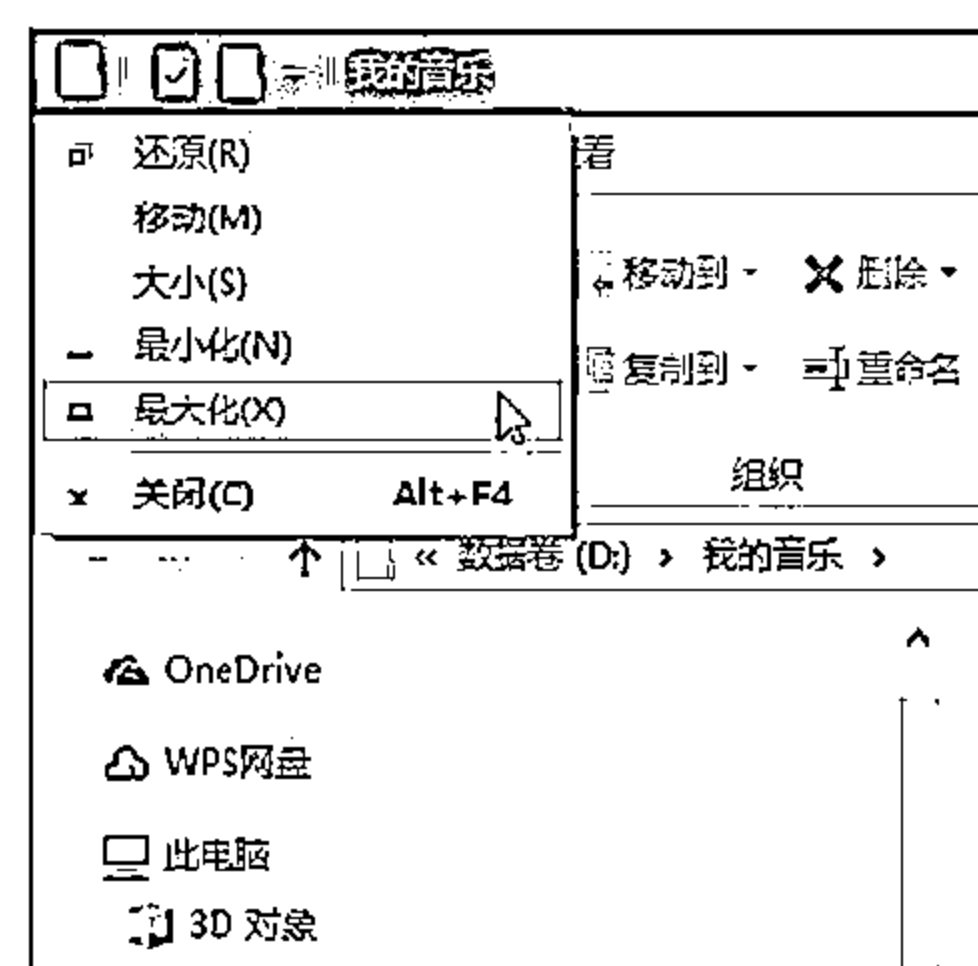 我的音乐
还原(R)
看
移动(M)
大小(S)
移动到
删除
最小化(N)
复制到
重命名
最大化(X)
组织
关闭(C) Alt+F4
« 数据卷 (D:) › 我的音乐 ›
OneDrive
WPS网盘
此电脑
3D 对象